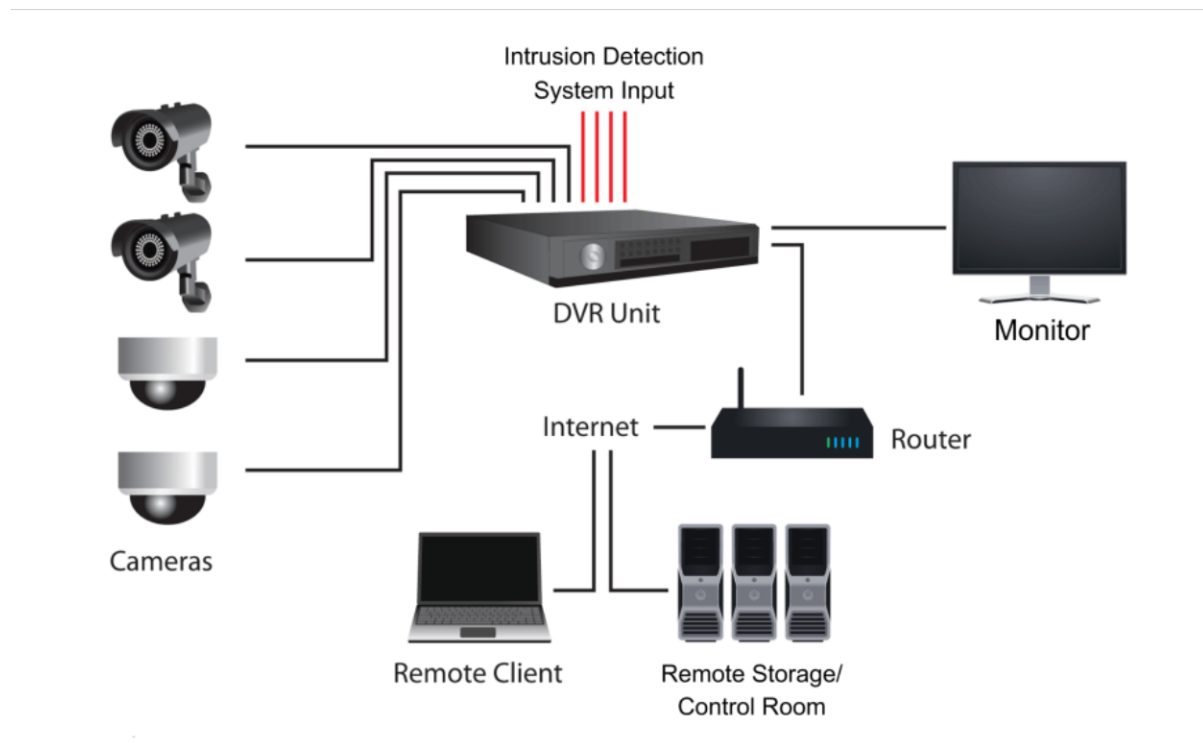 Intrusion Detection
System Input
DVR Unit
Monitor
Internet
Router
Cameras
Remote Client
Remote Storage/
Control Room